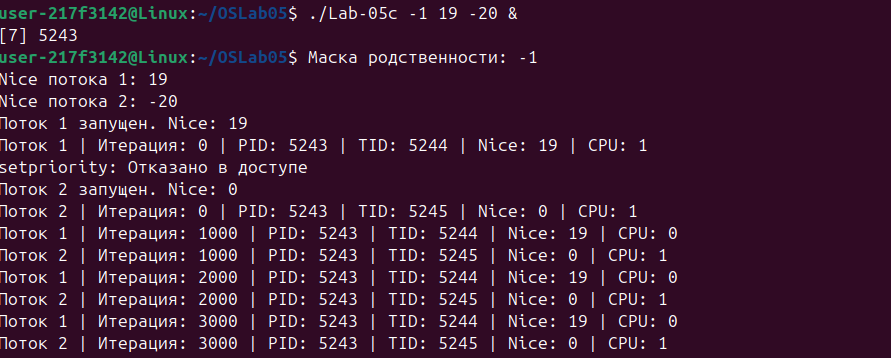 user-217f3142@Linux:~/OSLab05$ ./Lab-05c -1 19 -20 &
[7] 5243
user-217f3142@Linux:~/OSLab05$ Маска родственности: -1
Nice потока 1: 19
Nice потока 2: -20
Поток 1 запущен. Nice: 19
Поток 1 | Итерация: 0 | PID: 5243 | TID: 5244 | Nice: 19 | CPU: 1
setpriority: Отказано в доступе
Поток 2 запущен. Nice: 0
Поток 2 | Итерация: 0 | PID: 5243 | TID: 5245 | Nice: 0 | CPU: 1
Поток 1 | Итерация: 1000 | PID: 5243 | TID: 5244 | Nice: 19 | CPU: 0
Поток 2 | Итерация: 1000 | PID: 5243 | TID: 5245 | Nice: 0 | CPU: 1
Поток 1 | Итерация: 2000 | PID: 5243 | TID: 5244 | Nice: 19 | CPU: 0
Поток 2 | Итерация: 2000 | PID: 5243 | TID: 5245 | Nice: 0 | CPU: 1
Поток 1 | Итерация: 3000 | PID: 5243 | TID: 5244 | Nice: 19 | CPU: 0
Поток 2 | Итерация: 3000 | PID: 5243 | TID: 5245 | Nice: 0 | CPU: 1